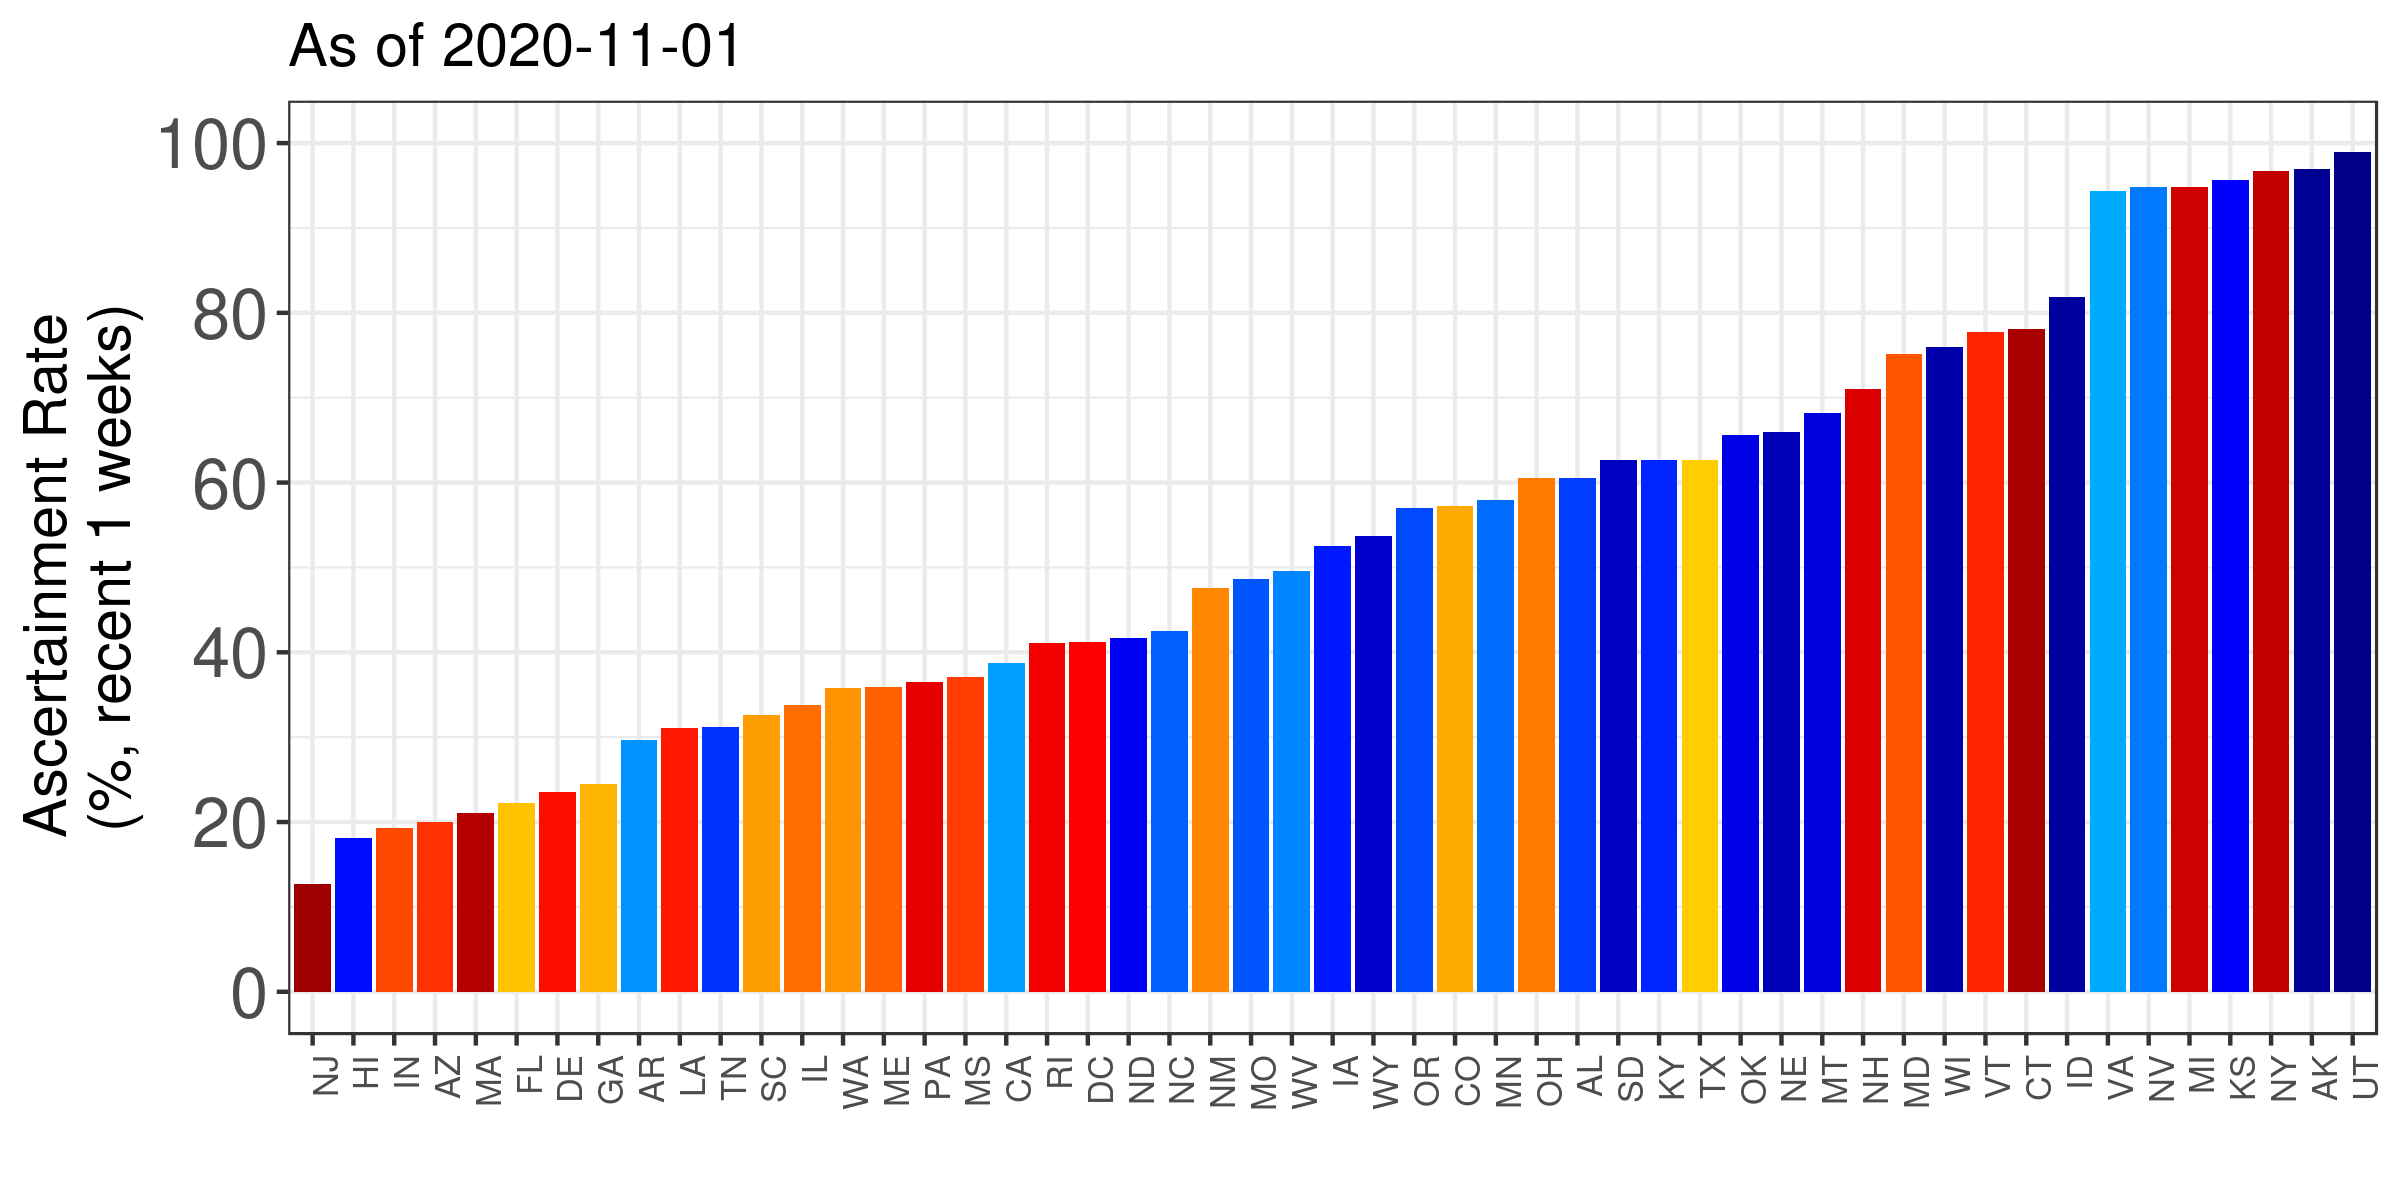 As of 2020-11-01
Ascertainment Rate
(%, recent 1 weeks)
100
80
60
40
20
0
NJ
HI
IN
AZ
MA
FL
DE
GA
AR
LA
TN
SC
IL
WA
ME
PA
MS
CA
RI
DC
ND
NC
NM
MO
WV
IA
WY
OR
CO
MN
OH
AL
SD
KY
TX
OK
NE
MT
NH
MD
WI
VT
CT
ID
VA
NV
MI
KS
NY
AK
UT